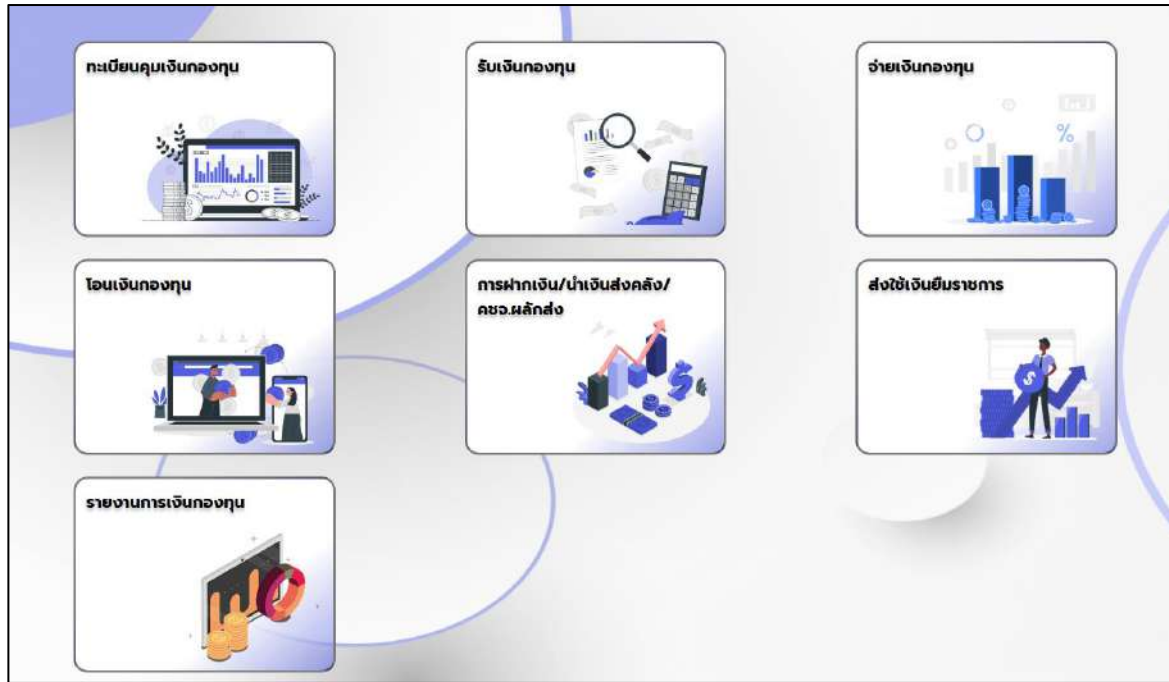 ทะเบียนคุมเงินกองทุน
รับเงินกองทุน
จ่ายเงินกองทุน
โอนเงินกองทุน
การฝากเงิน/นำเงินส่งคลัง/
คชจ.ผลักส่ง
ส่งใช้เงินยืมราชการ
รายงานการเงินกองทุน